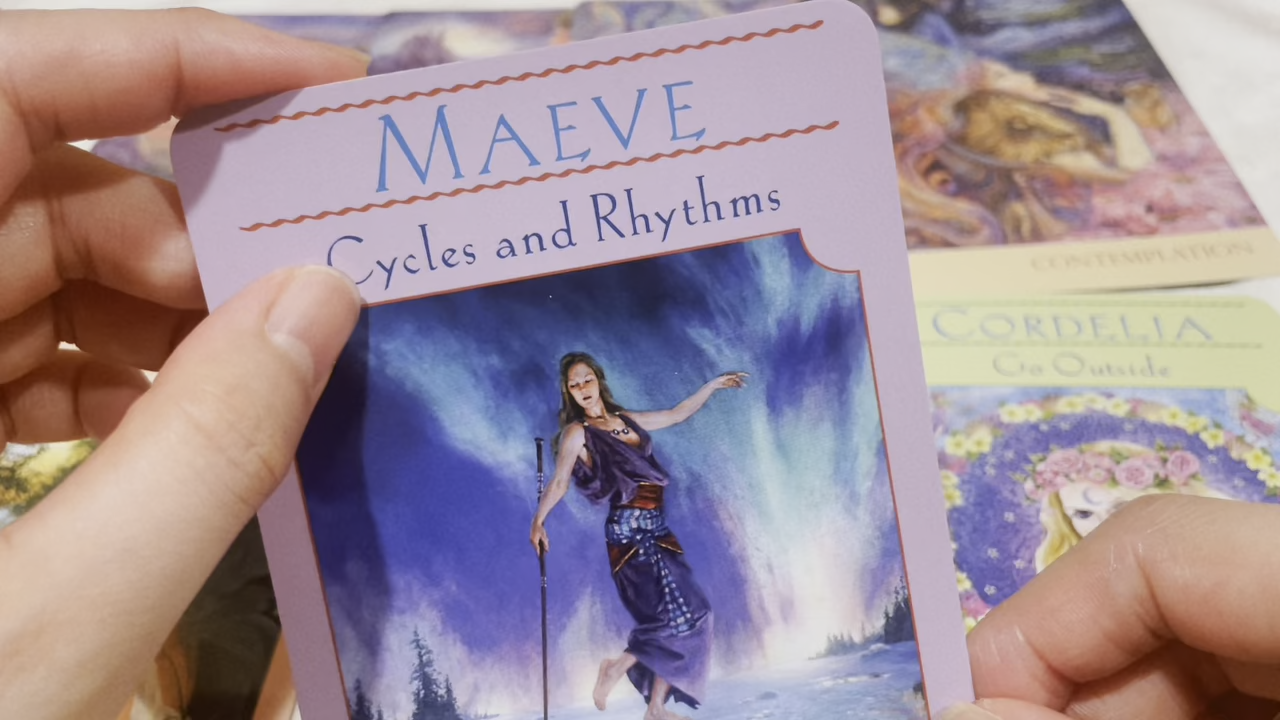 MAEVE
Cycles and Rhythms
CONTEMPLATION
CORDELIA
Go Outside